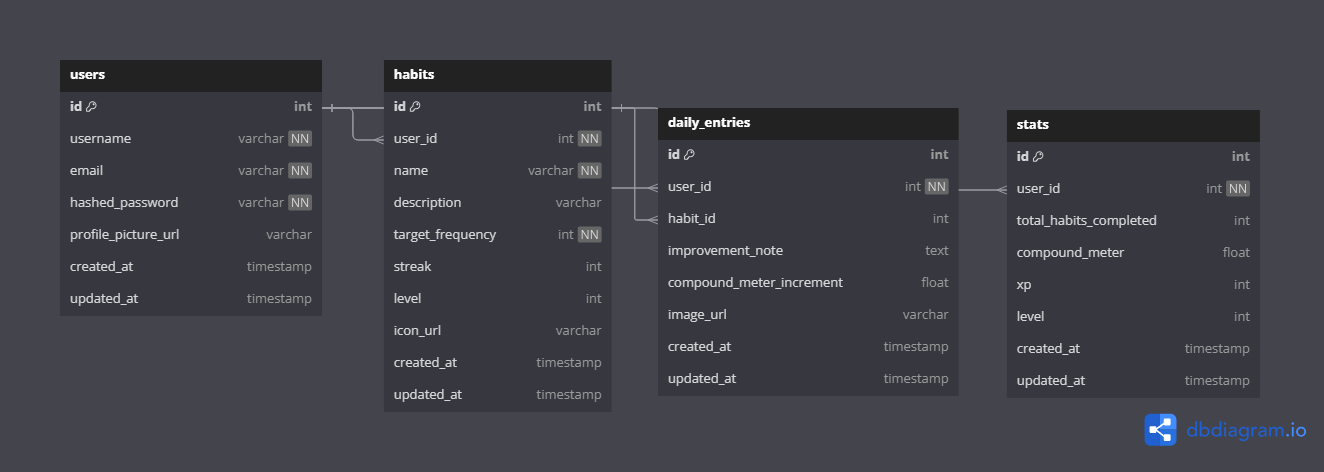 users
id int
username varchar NN
email varchar NN
hashed_password varchar NN
profile_picture_url varchar
created_at timestamp
updated_at timestamp
habits
id int
user_id int NN
name varchar NN
description varchar
target_frequency int NN
streak int
level int
icon_url varchar
created_at timestamp
updated_at timestamp
daily_entries
id int
user_id int NN
habit_id int
improvement_note text
compound_meter_increment float
image_url varchar
created_at timestamp
updated_at timestamp
stats
id int
user_id int NN
total_habits_completed int
compound_meter float
xp int
level int
created_at timestamp
updated_at timestamp
dbdiagram.io